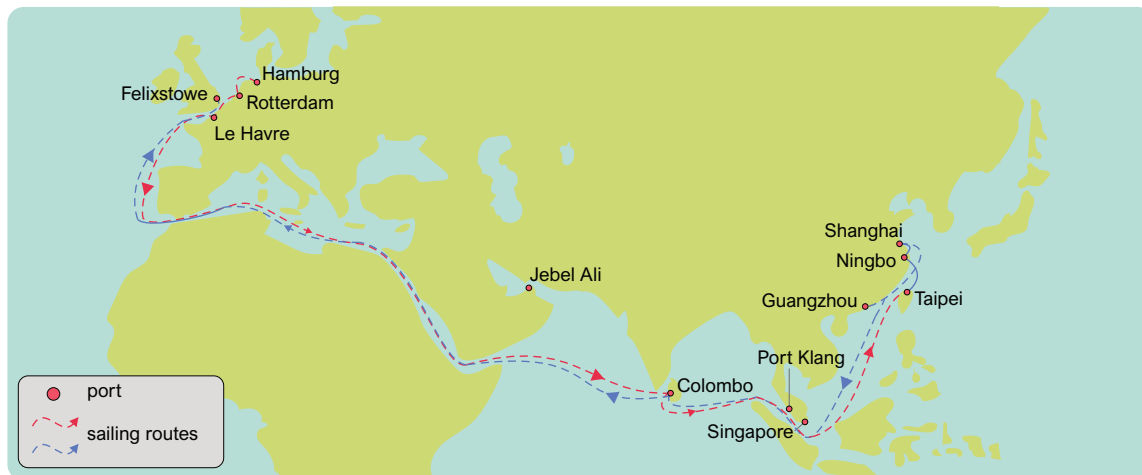 Hamburg
Felixstowe
Rotterdam
Le Havre
Shanghai
Ningbo
Jebel Ali
Guangzhou
Taipei
Port Klang
Colombo
Singapore
port
sailing routes